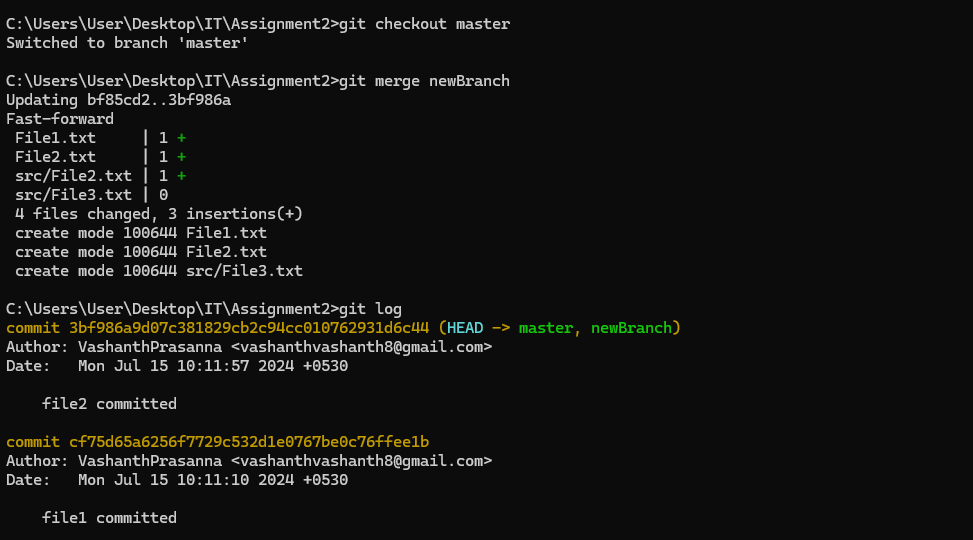 C:\Users\User\Desktop\IT\Assignment2>git checkout master
Switched to branch 'master'
C:\Users\User\Desktop\IT\Assignment2>git merge newBranch
Updating bf85cd2..3bf986a
Fast-forward
 File1.txt     | 1 +
 File2.txt     | 1 +
 src/File2.txt | 1 +
 src/File3.txt | 0
 4 files changed, 3 insertions(+)
 create mode 100644 File1.txt
 create mode 100644 File2.txt
 create mode 100644 src/File3.txt
C:\Users\User\Desktop\IT\Assignment2>git log
commit 3bf986a9d07c381829cb2c94cc010762931d6c44 (HEAD -> master, newBranch)
Author: VashanthPrasanna <vashanthvashanth8@gmail.com>
Date:   Mon Jul 15 10:11:57 2024 +0530
    file2 committed
commit cf75d65a6256f7729c532d1e0767be0c76ffee1b
Author: VashanthPrasanna <vashanthvashanth8@gmail.com>
Date:   Mon Jul 15 10:11:10 2024 +0530
    file1 committed